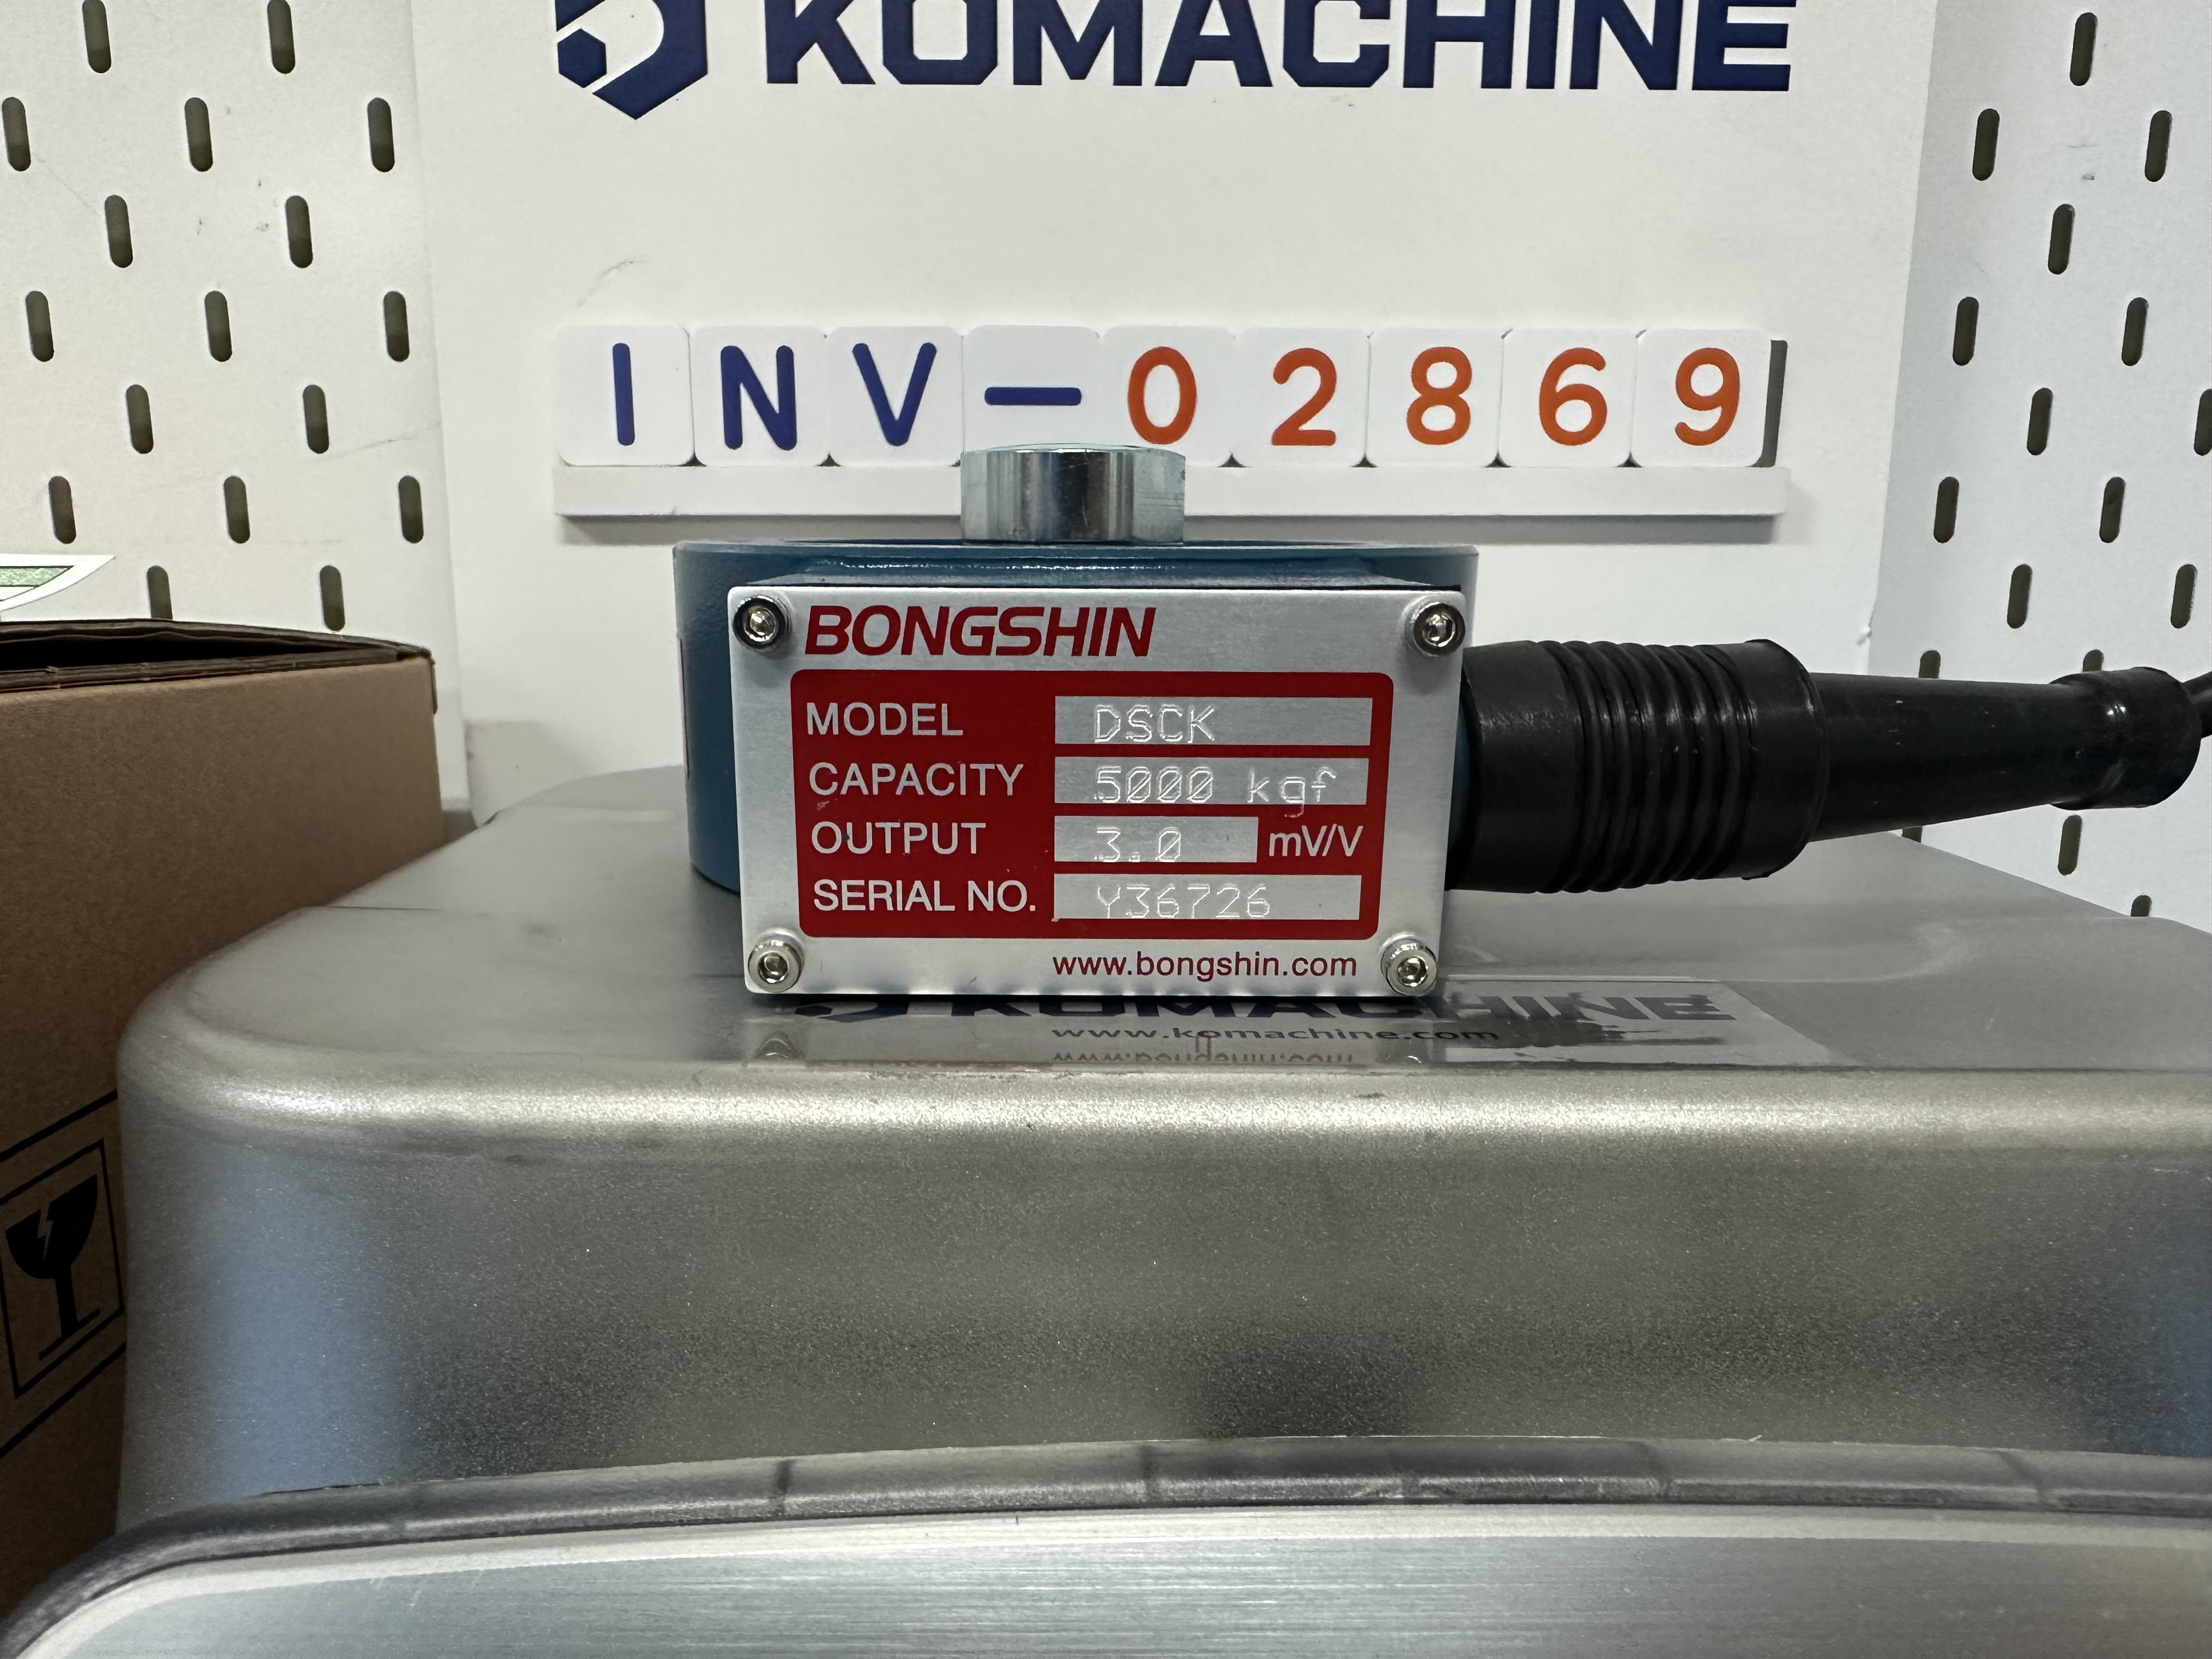 KOMACHINE
INV-02869
BONGSHIN
MODEL DSCK
CAPACITY 5000 kgf
OUTPUT 3.0 mV/V
SERIAL NO. Y36726
www.bongshin.com
KOMACHINE
www.komachine.com